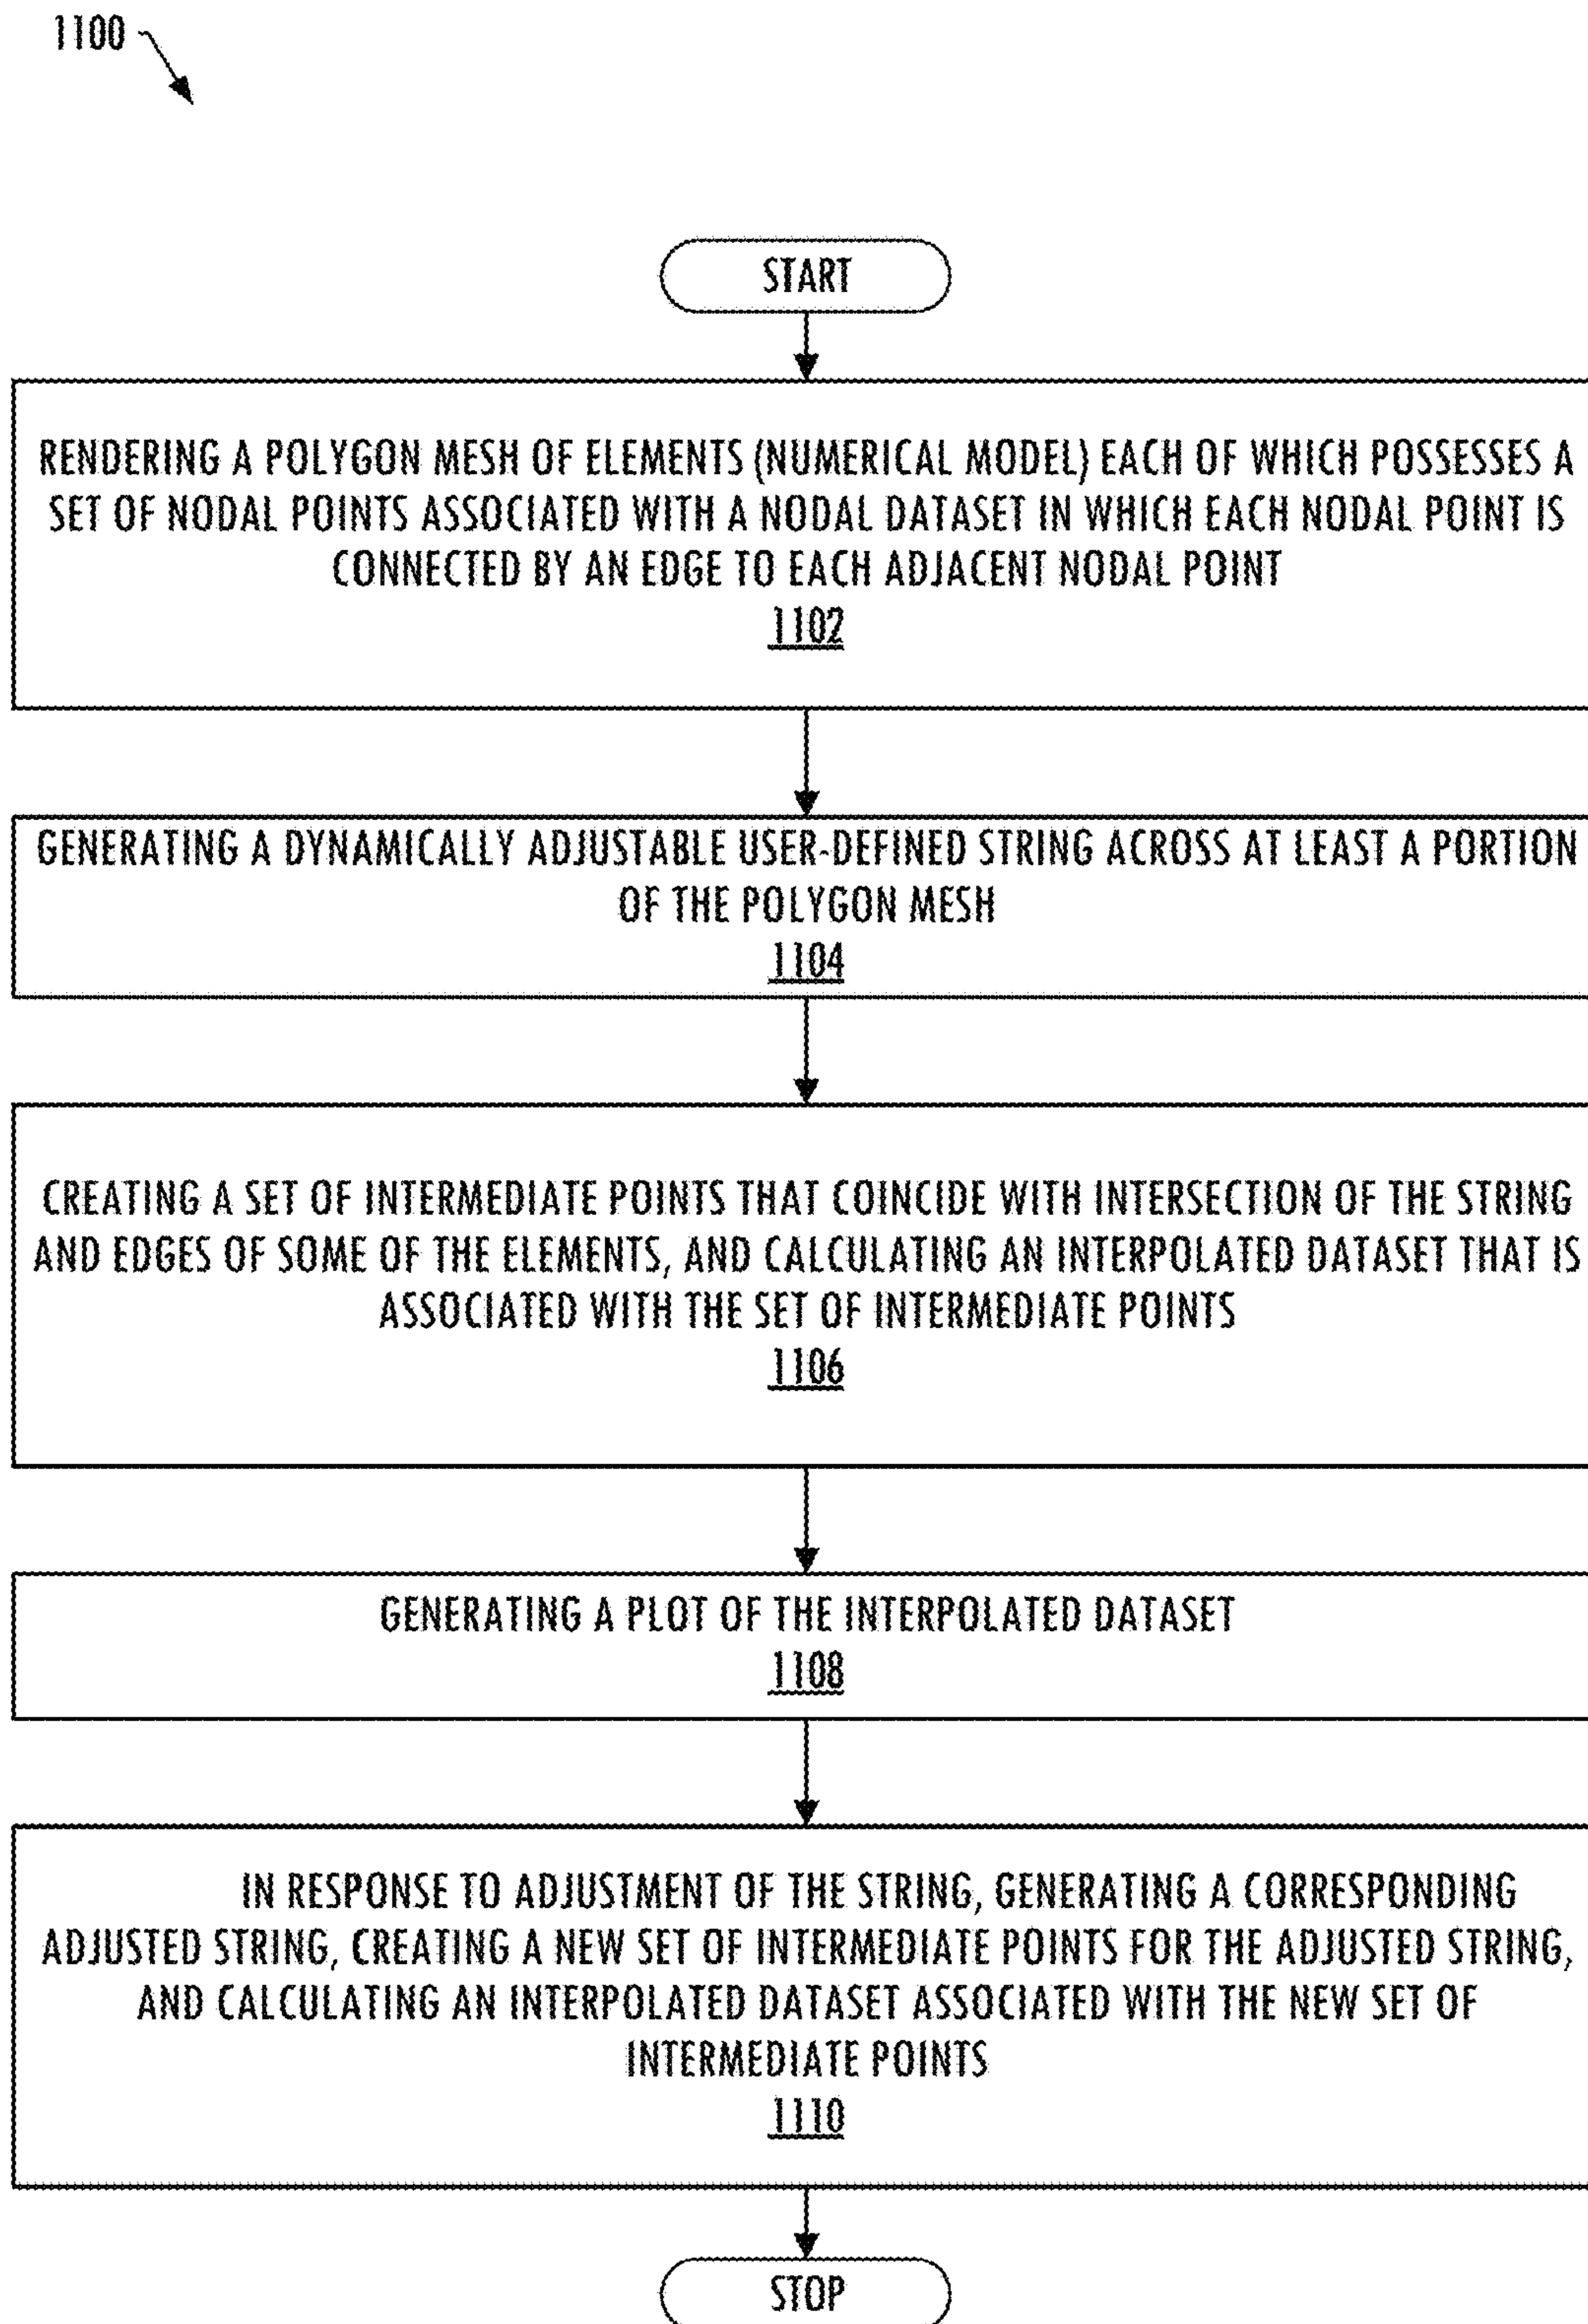 1100
START
RENDERING A POLYGON MESH OF ELEMENTS (NUMERICAL MODEL) EACH OF WHICH POSSESSES A
SET OF NODAL POINTS ASSOCIATED WITH A NODAL DATASET IN WHICH EACH NODAL POINT IS
CONNECTED BY AN EDGE TO EACH ADJACENT NODAL POINT
1102
GENERATING A DYNAMICALLY ADJUSTABLE USER-DEFINED STRING ACROSS AT LEAST A PORTION
OF THE POLYGON MESH
1104
CREATING A SET OF INTERMEDIATE POINTS THAT COINCIDE WITH INTERSECTION OF THE STRING
AND EDGES OF SOME OF THE ELEMENTS, AND CALCULATING AN INTERPOLATED DATASET THAT IS
ASSOCIATED WITH THE SET OF INTERMEDIATE POINTS
1106
GENERATING A PLOT OF THE INTERPOLATED DATASET
1108
IN RESPONSE TO ADJUSTMENT OF THE STRING, GENERATING A CORRESPONDING
ADJUSTED STRING, CREATING A NEW SET OF INTERMEDIATE POINTS FOR THE ADJUSTED STRING,
AND CALCULATING AN INTERPOLATED DATASET ASSOCIATED WITH THE NEW SET OF
INTERMEDIATE POINTS
1110
STOP